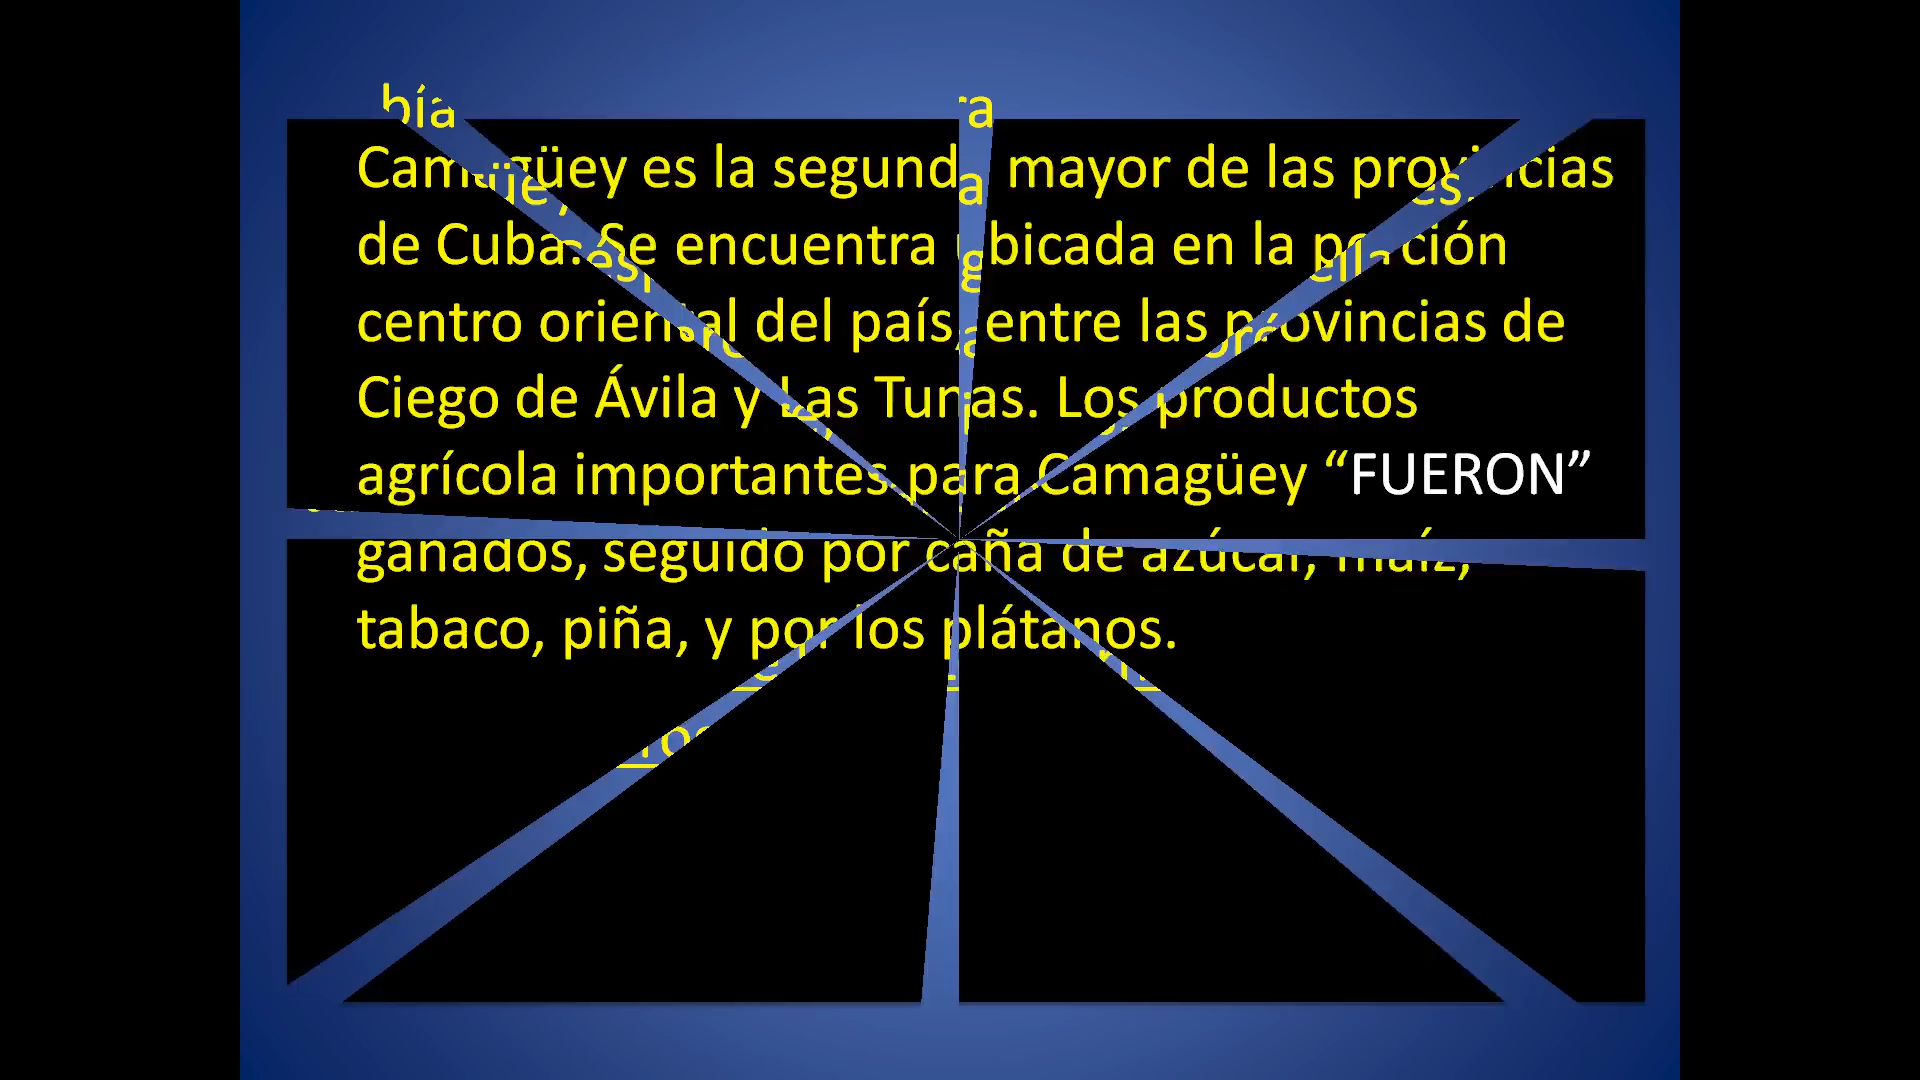 Camagüey es la segunda mayor de las provincias
de Cuba. Se encuentra ubicada en la porción
centro oriental del país, entre las provincias de
Ciego de Ávila y Las Tunas. Los productos
agrícola importantes para Camagüey “FUERON”
ganados, seguido por caña de azúcar, maíz,
tabaco, piña, y por los plátanos.